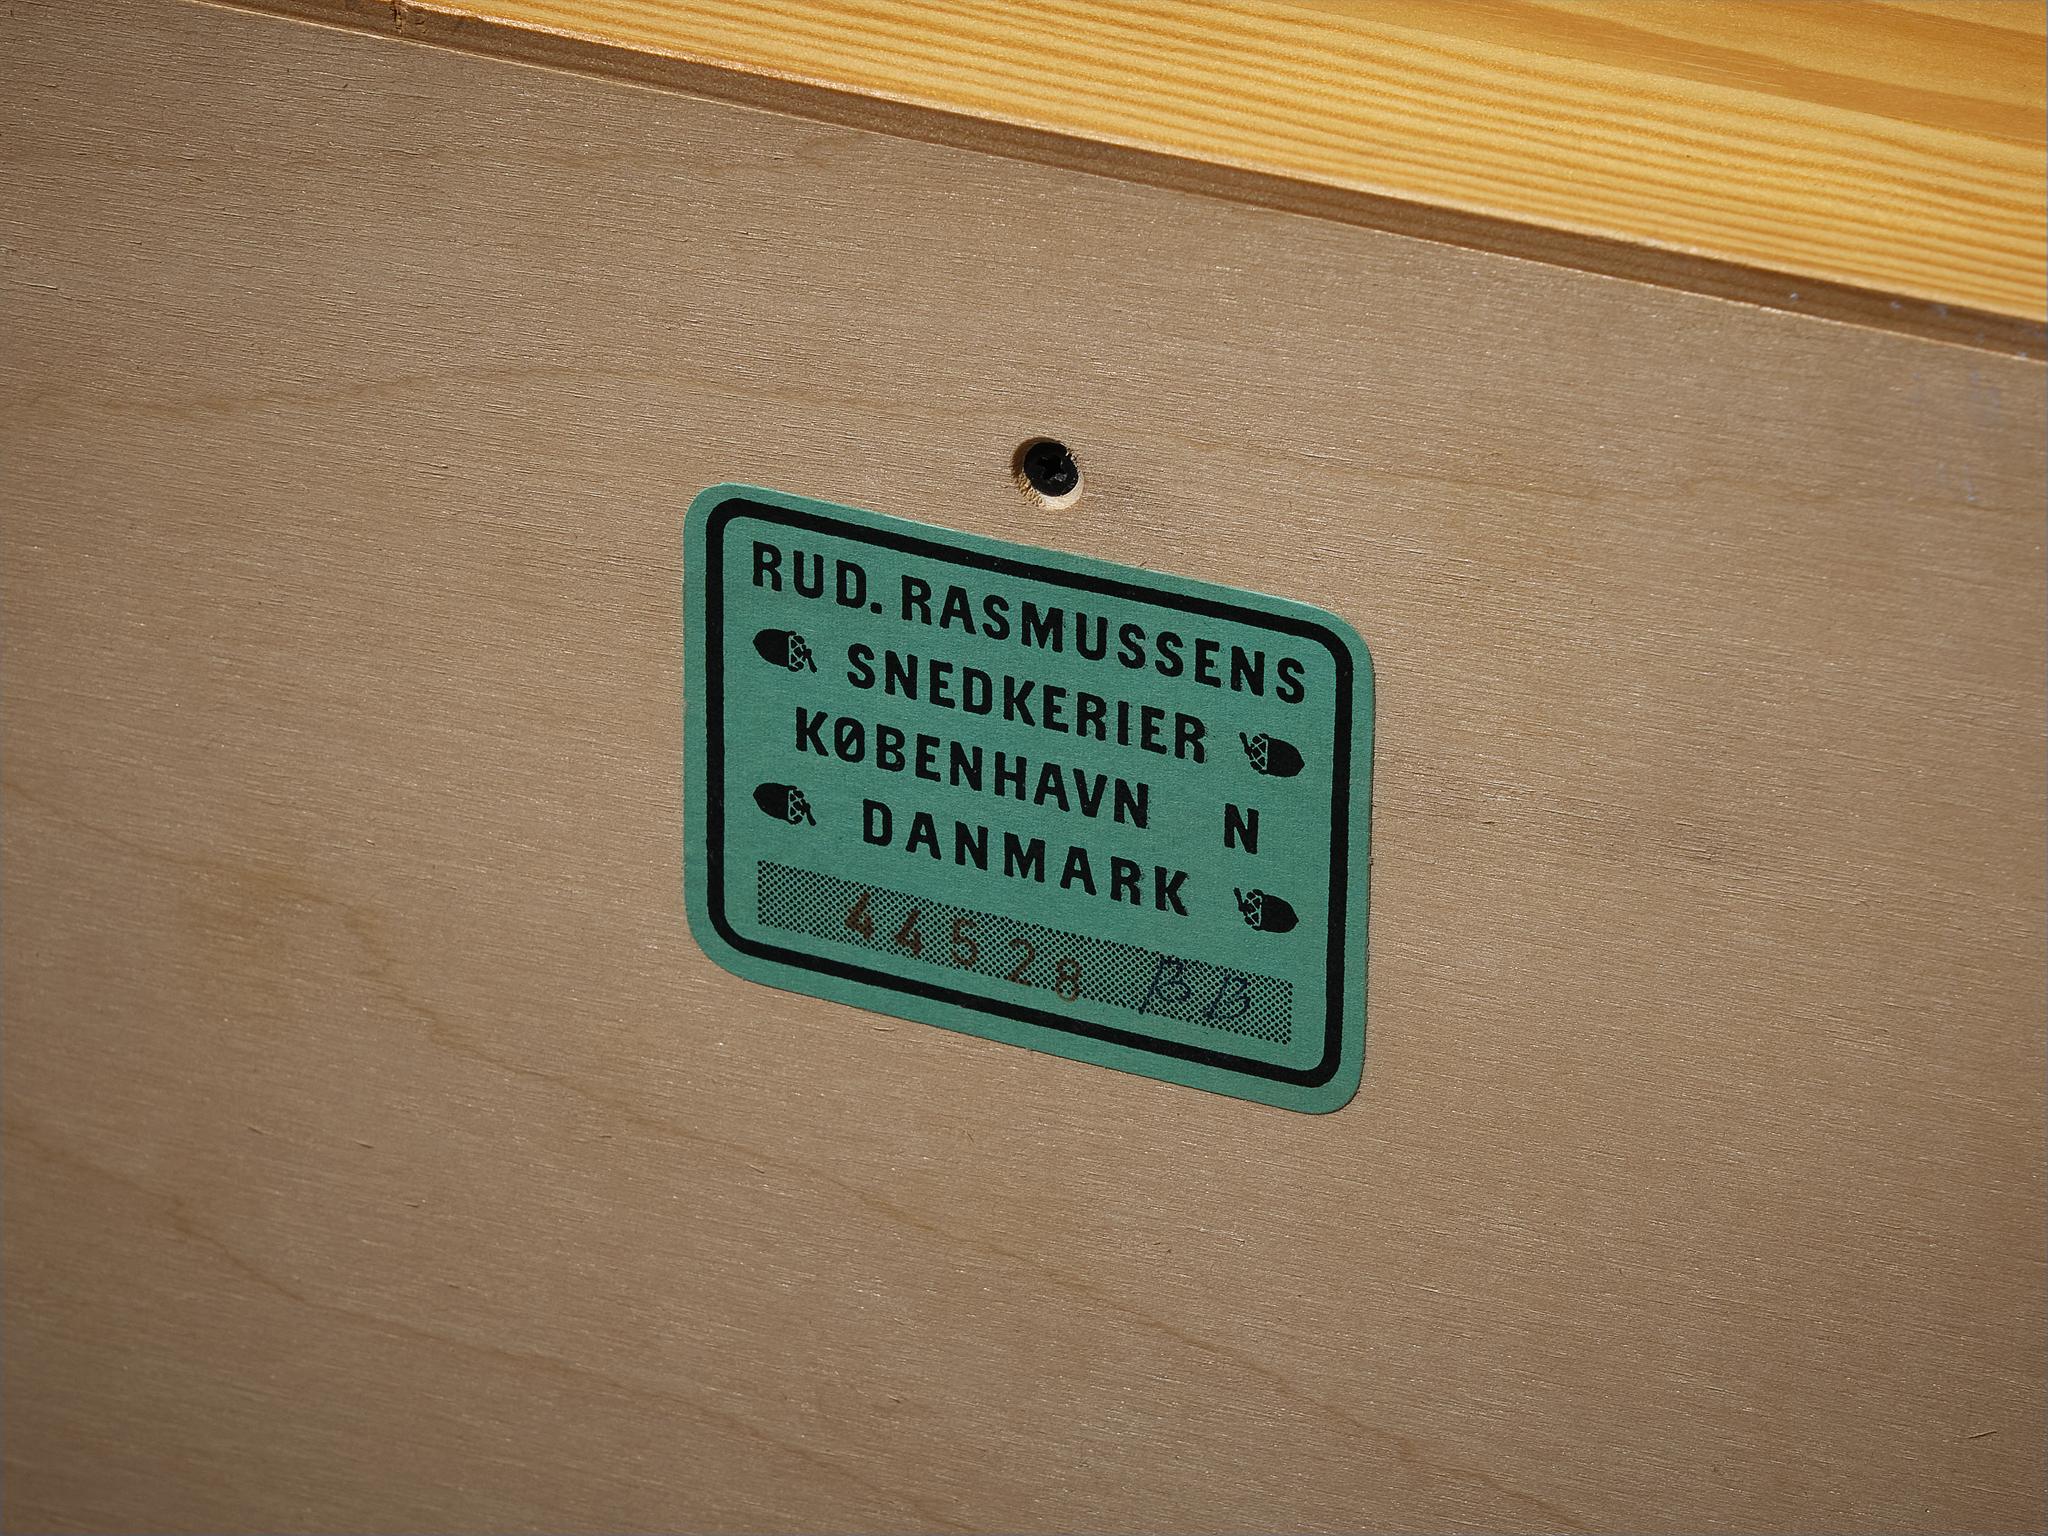 RUD. RASMUSSENS
SNEDKERIER
KØBENHAVN N
DANMARK
44528 BB